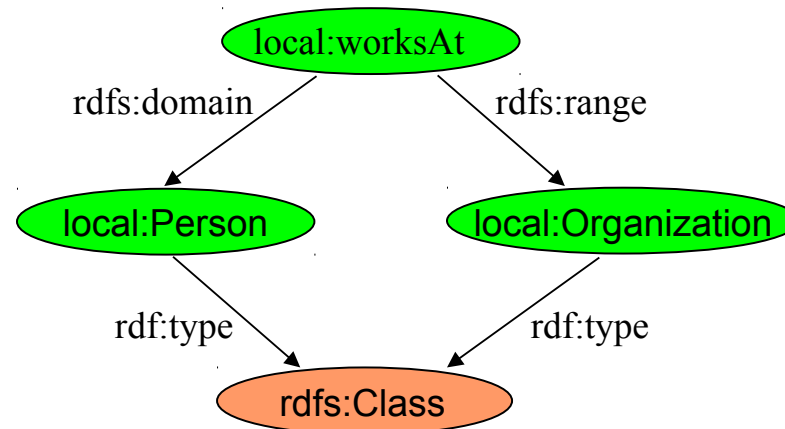 local:worksAt
rdfs:domain
rdfs:range
local:Person
local:Organization
rdf:type
rdf:type
rdfs:Class